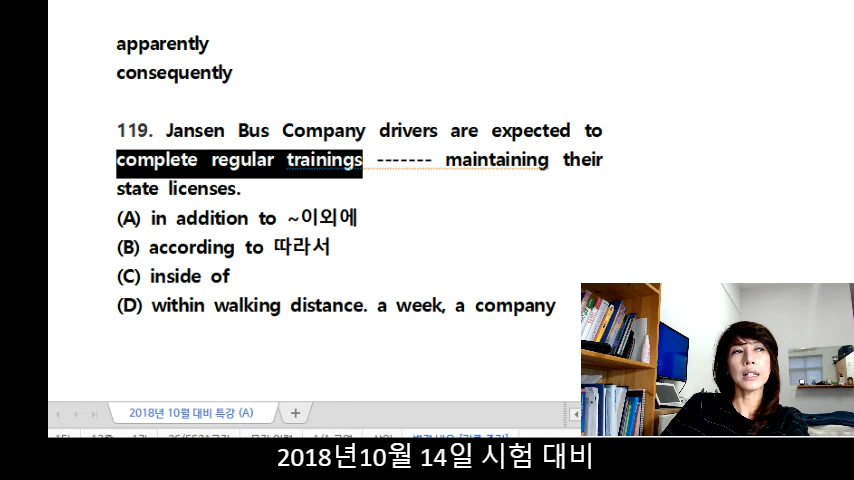 apparently
consequently
119. Jansen Bus Company drivers are expected to
complete regular trainings ------- maintaining their
state licenses.
(A) in addition to ~이외에
(B) according to 따라서
(C) inside of
(D) within walking distance. a week, a company
2018년 10월 대비 특강 (A)
2018년10월 14일 시험 대비